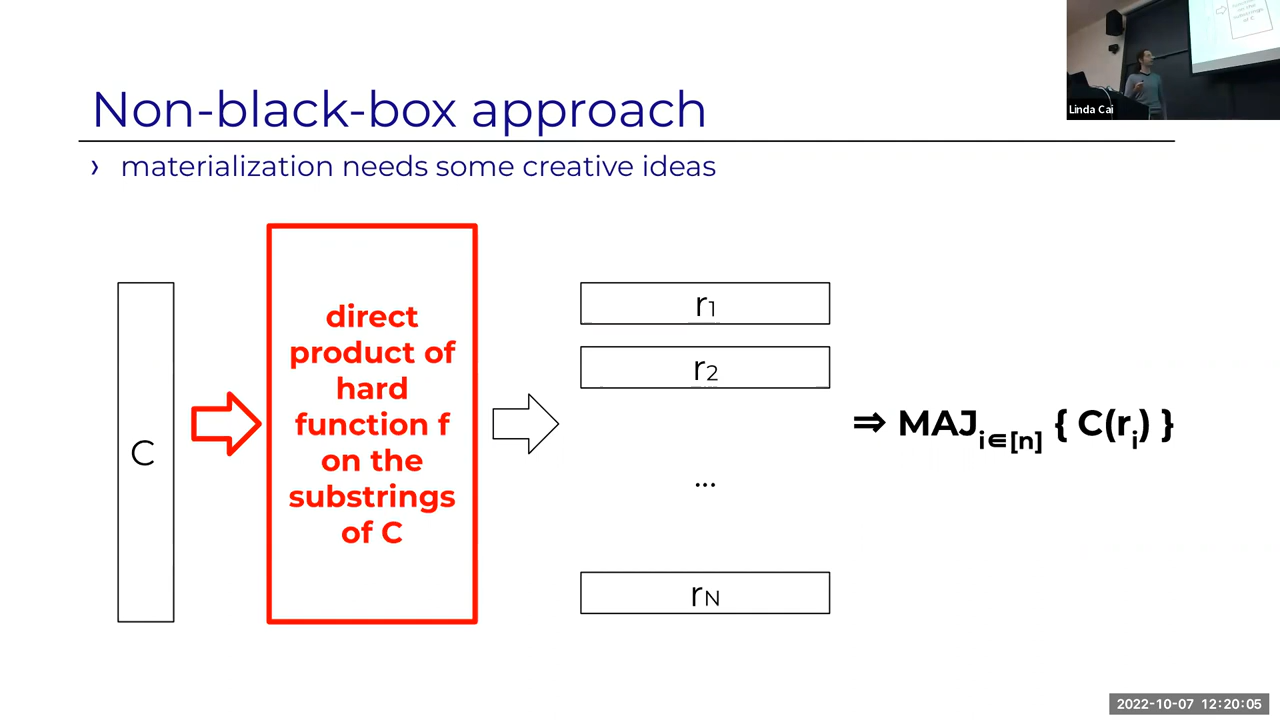 Non-black-box approach
› materialization needs some creative ideas
C
direct
product of
hard
function f
on the
substrings
of C
r1
r2
...
rN
⇒ MAJi∈[n] { C(ri) }
Linda Cai
2022-10-07 12:20:05